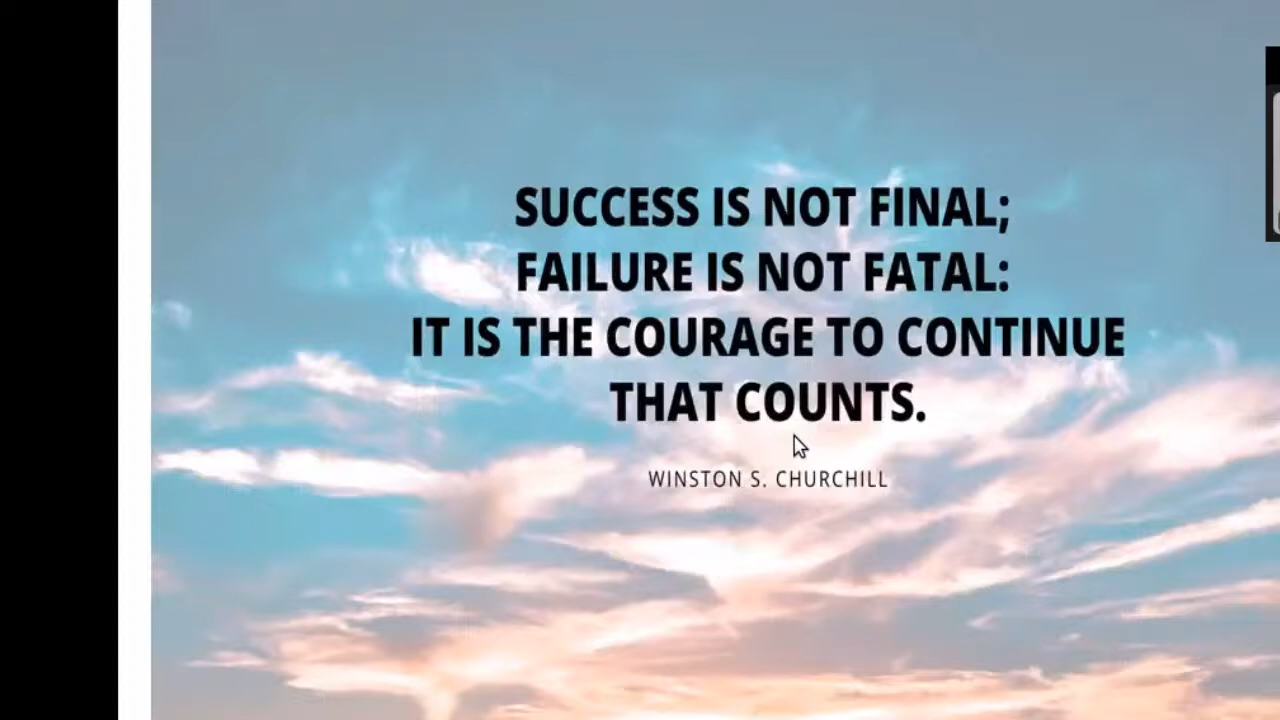 SUCCESS IS NOT FINAL;
FAILURE IS NOT FATAL:
IT IS THE COURAGE TO CONTINUE
THAT COUNTS.
WINSTON S. CHURCHILL